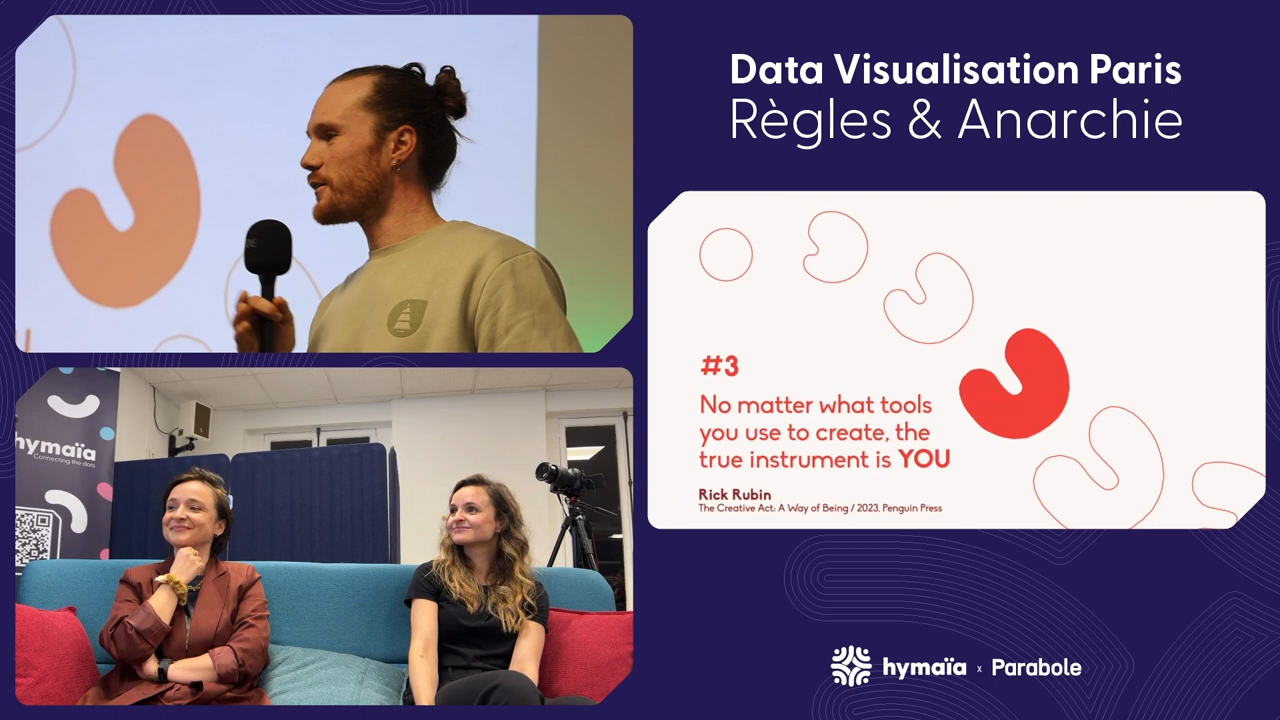 Data Visualisation Paris
Règles & Anarchie
#3
No matter what tools
you use to create, the
true instrument is YOU
Rick Rubin
The Creative Act: A Way of Being / 2023, Penguin Press
hymaïa
Connecting the dots
hymaïa x Parabole